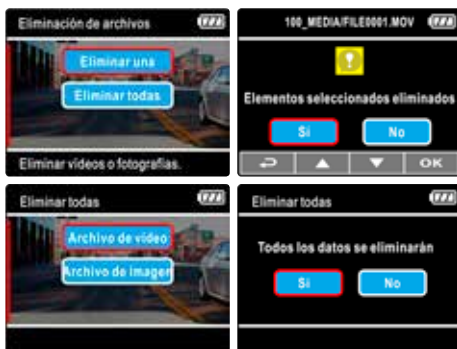 Eliminación de archivos
Eliminar una
Eliminar todas
Eliminar vídeos o fotografías.
100_MEDIA/FILE0001.MOV
Elementos seleccionados eliminados
Sí
No
OK
Eliminar todas
Archivo de vídeo
Archivo de imagen
Eliminar todas
Todos los datos se eliminarán
Sí
No